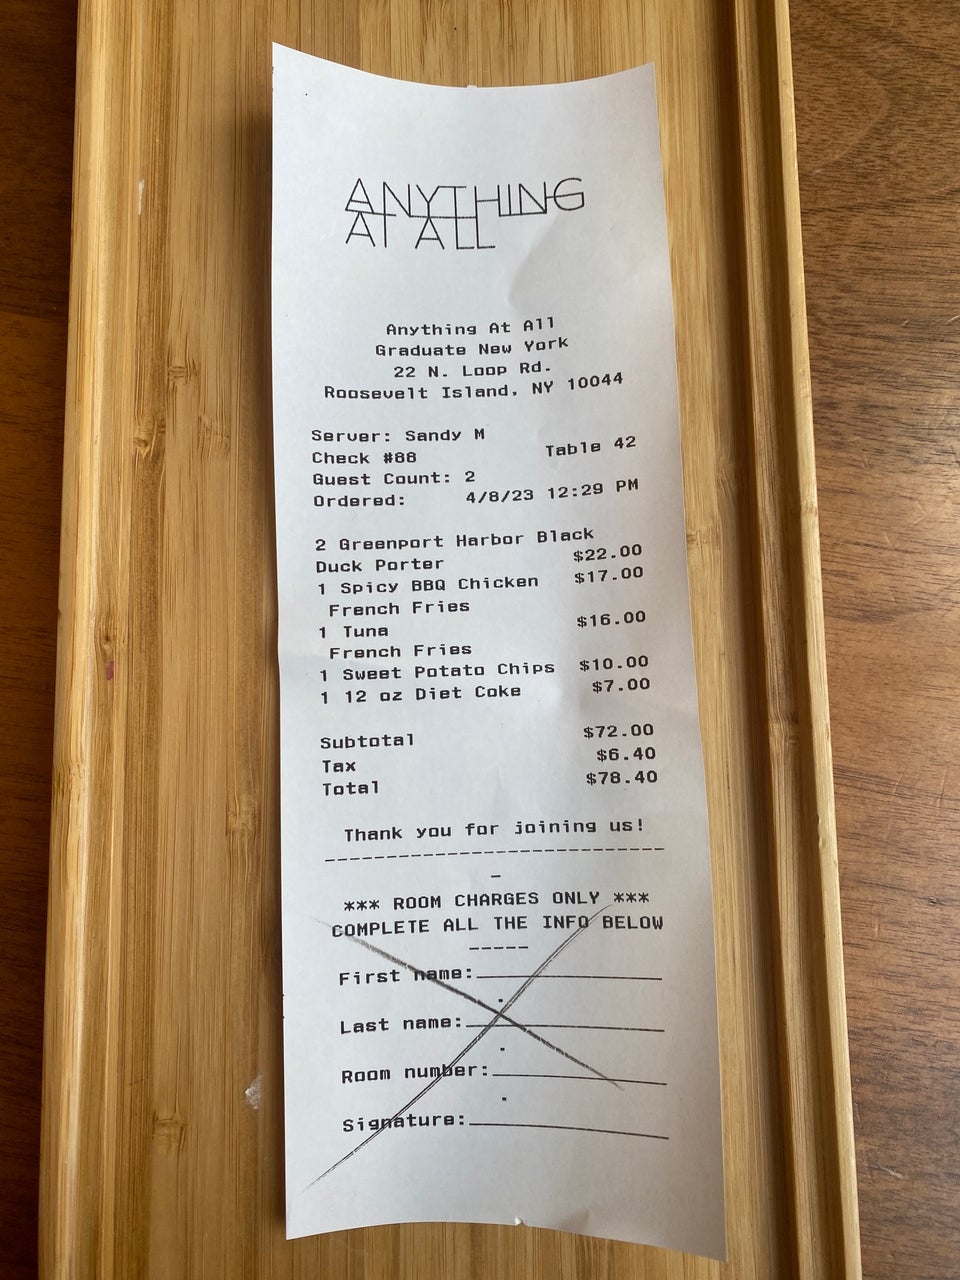 ANYTHING
AT ALL
Anything At All
Graduate New York
22 N. Loop Rd.
Roosevelt Island, NY 10044
Server: Sandy M
Check #88 Table 42
Guest Count: 2
Ordered: 4/8/23 12:29 PM
2 Greenport Harbor Black
Duck Porter $22.00
1 Spicy BBQ Chicken $17.00
French Fries
1 Tuna $16.00
French Fries
1 Sweet Potato Chips $10.00
1 12 oz Diet Coke $7.00
Subtotal $72.00
Tax $6.40
Total $78.40
Thank you for joining us!
----------------------------
-
*** ROOM CHARGES ONLY ***
COMPLETE ALL THE INFO BELOW
-----
First name:_______________
.
Last name:________________
.
Room number:______________
.
Signature:________________